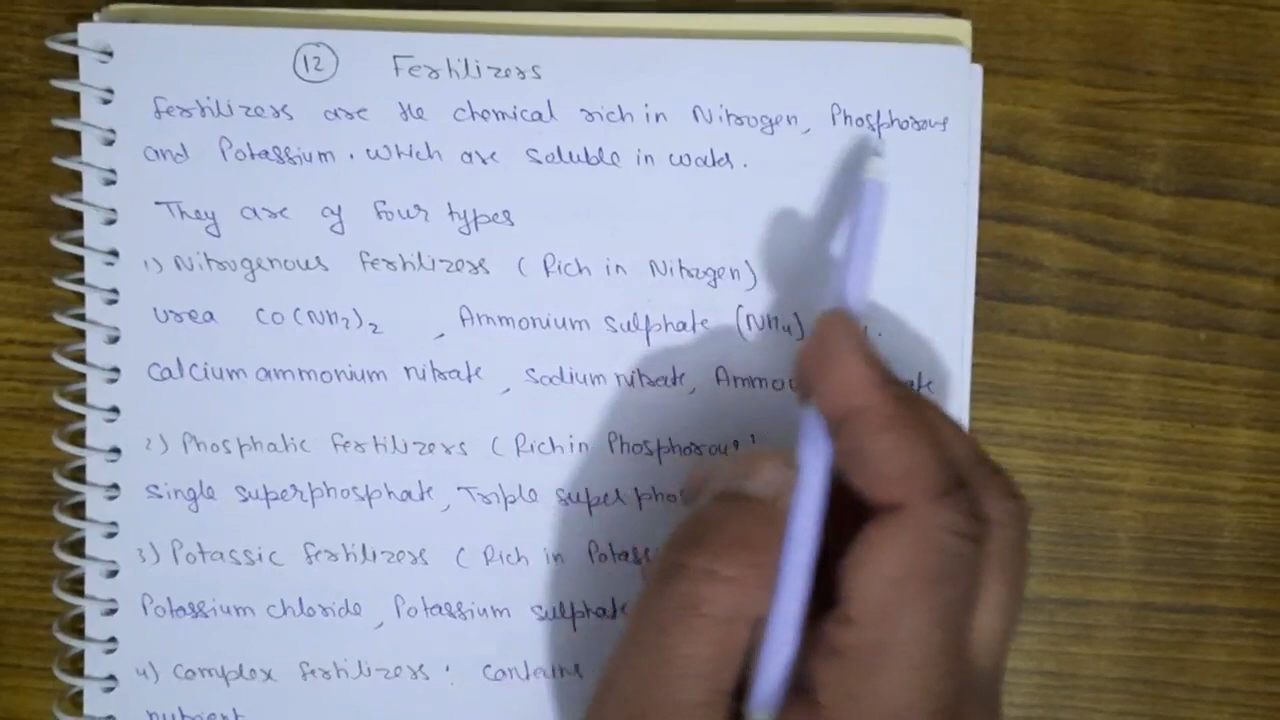 12 Fertilizers
Fertilizers are the chemical rich in Nitrogen, Phosphorous
and Potassium. Which are soluble in water.
They are of four types
1) Nitrogenous fertilizers ( Rich in Nitrogen)
Urea CO(NH2)2 , Ammonium sulphate (NH4)
Calcium ammonium nitrate , Sodium nitrate,
2) Phosphatic fertilizers ( Rich in Phosphorous
Single superphosphate, Triple super
3) Potassic fertilizers ( Rich in
Potassium chloride, Potassium sulphate
4) Complex fertilizers : contains
nutrient